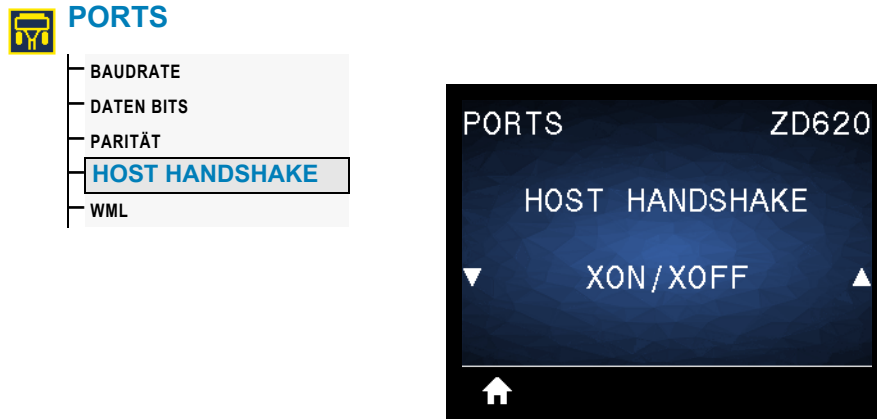 PORTS
BAUDRATE
DATEN BITS
PARITÄT
HOST HANDSHAKE
WML
PORTS ZD620
HOST HANDSHAKE
XON/XOFF